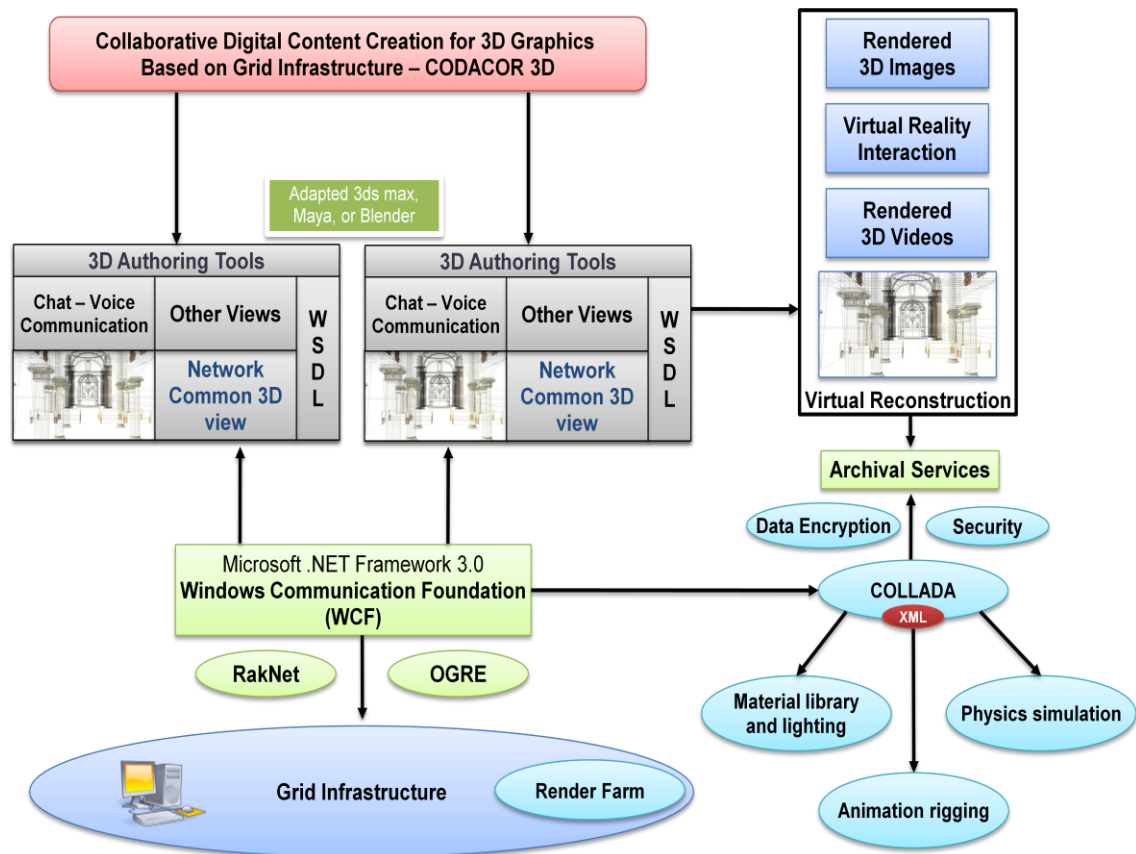 Collaborative Digital Content Creation for 3D Graphics
Based on Grid Infrastructure – CODACOR 3D
Adapted 3ds max,
Maya, or Blender
3D Authoring Tools
Chat – Voice
Communication
Other Views
Network
Common 3D
view
W
S
D
L
3D Authoring Tools
Chat – Voice
Communication
Other Views
Network
Common 3D
view
W
S
D
L
Rendered
3D Images
Virtual Reality
Interaction
Rendered
3D Videos
Virtual Reconstruction
Archival Services
Data Encryption
Security
Microsoft .NET Framework 3.0
Windows Communication Foundation
(WCF)
COLLADA
XML
RakNet
OGRE
Material library
and lighting
Physics simulation
Animation rigging
Grid Infrastructure
Render Farm